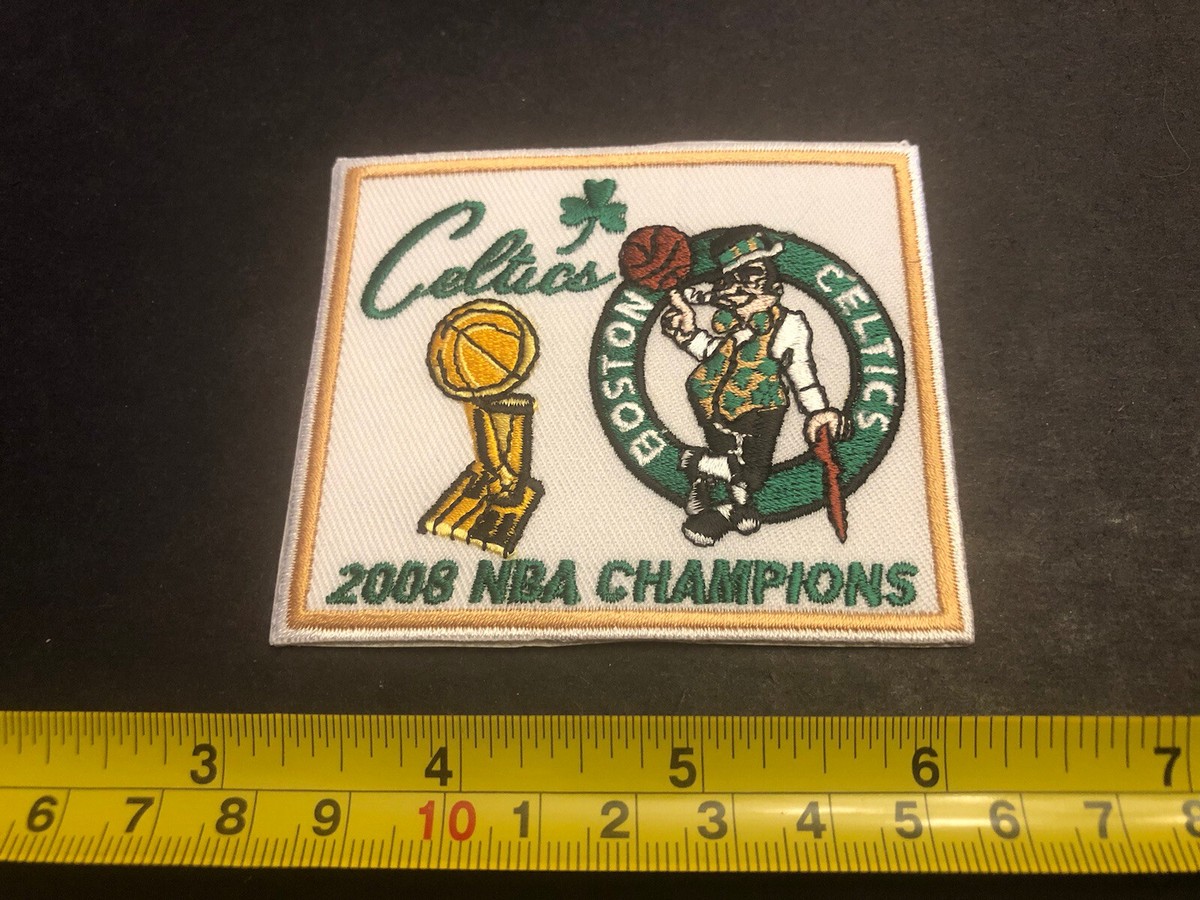 Celtics
BOSTON CELTICS
2008 NBA CHAMPIONS
3 4 5 6 7
6 7 8 9 10 1 2 3 4 5 6 7 8